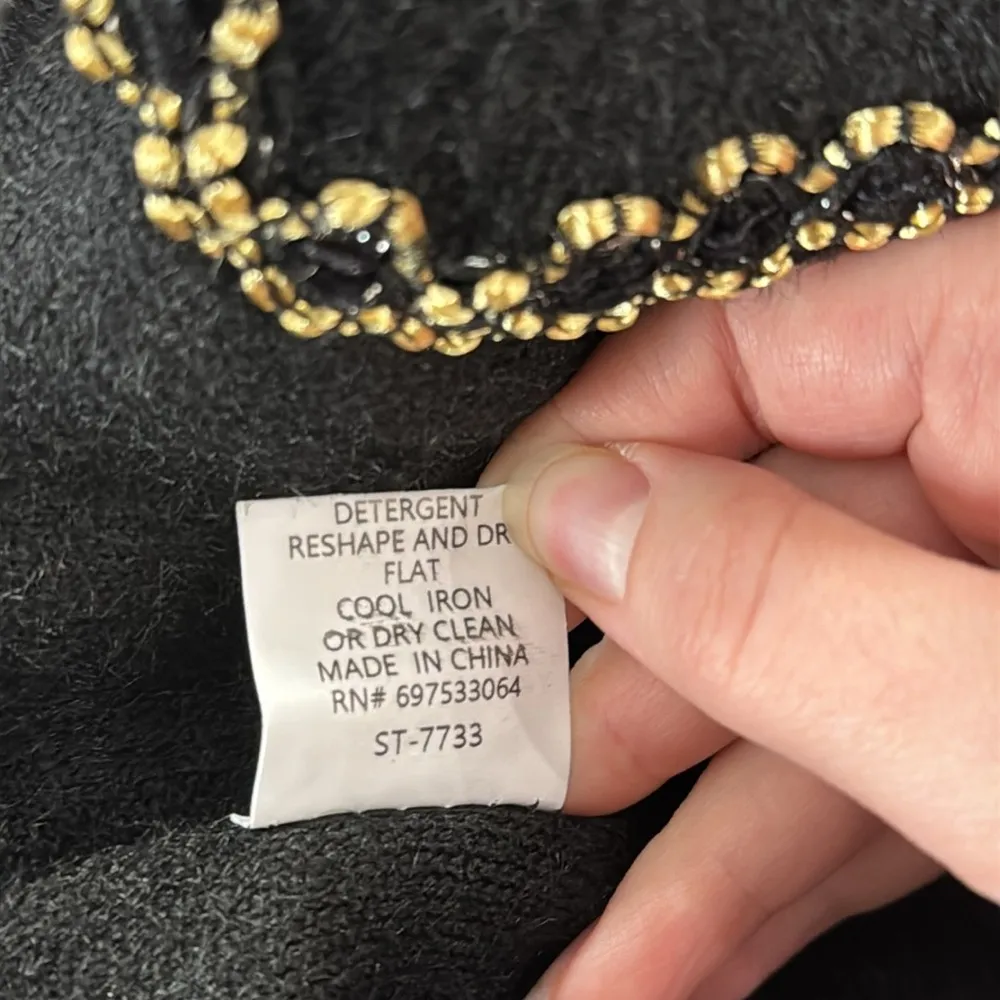 DETERGENT
RESHAPE AND DR
FLAT
COOL IRON
OR DRY CLEAN
MADE IN CHINA
RN# 697533064
ST-7733